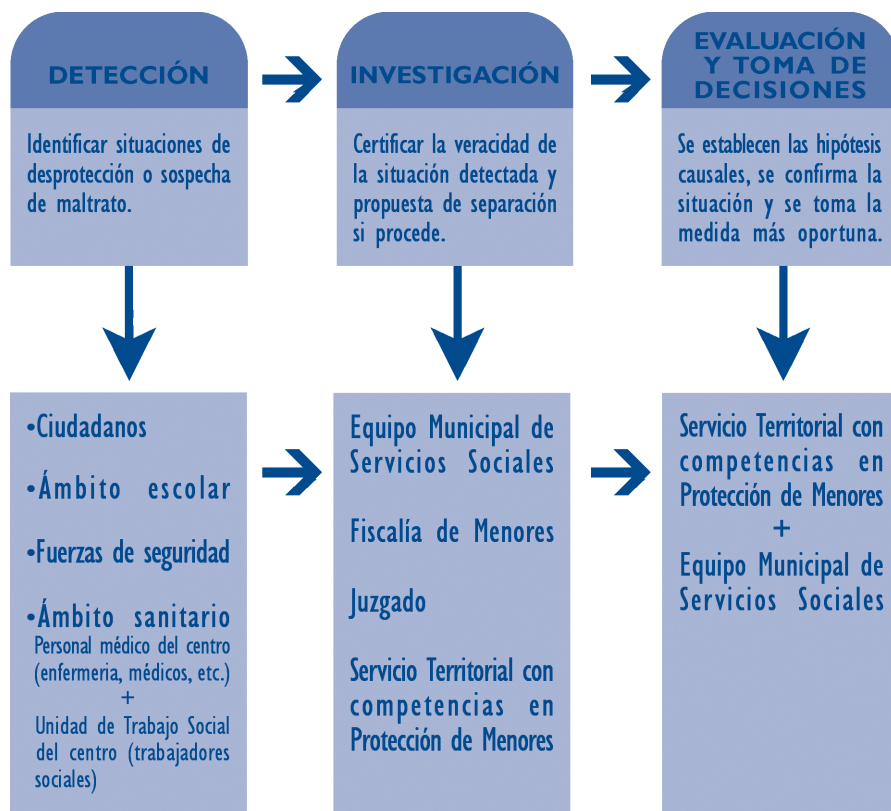 DETECCIÓN
Identificar situaciones de
desprotección o sospecha
de maltrato.
INVESTIGACIÓN
Certificar la veracidad de
la situación detectada y
propuesta de separación
si procede.
EVALUACIÓN
Y TOMA DE
DECISIONES
Se establecen las hipótesis
causales, se confirma la
situación y se toma la
medida más oportuna.
•Ciudadanos
•Ámbito escolar
•Fuerzas de seguridad
•Ámbito sanitario
Personal médico del centro
(enfermeria, médicos, etc.)
+
Unidad de Trabajo Social
del centro (trabajadores
sociales)
Equipo Municipal de
Servicios Sociales
Fiscalía de Menores
Juzgado
Servicio Territorial con
competencias en
Protección de Menores
Servicio Territorial con
competencias en
Protección de Menores
+
Equipo Municipal de
Servicios Sociales